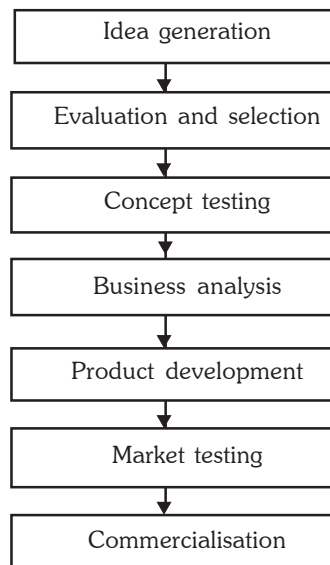 Idea generation
Evaluation and selection
Concept testing
Business analysis
Product development
Market testing
Commercialisation